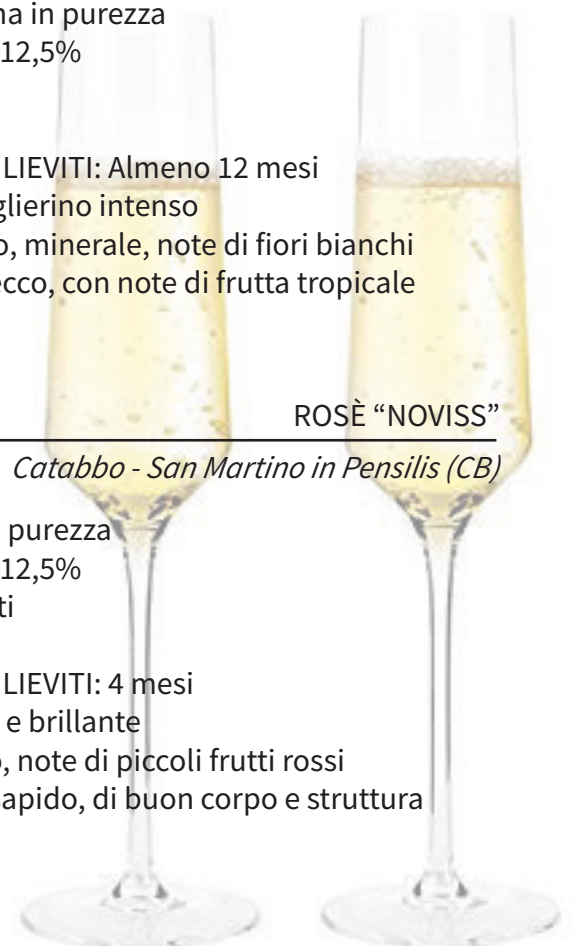 na in purezza
12,5%
LIEVITI: Almeno 12 mesi
glierino intenso
o, minerale, note di fiori bianchi
ecco, con note di frutta tropicale
ROSÈ “NOVISS”
Catabbo - San Martino in Pensilis (CB)
purezza
12,5%
ti
LIEVITI: 4 mesi
e brillante
o, note di piccoli frutti rossi
sapido, di buon corpo e struttura